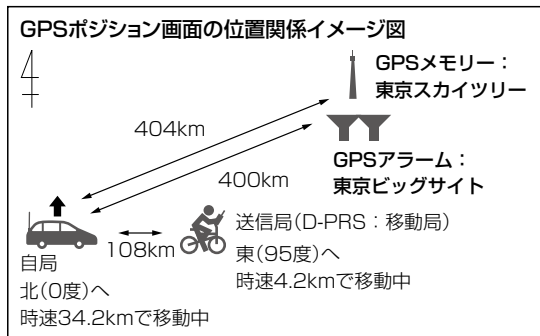 GPSポジション画面の位置関係イメージ図
GPSメモリー：
東京スカイツリー
404km
GPSアラーム：
東京ビッグサイト
400km
送信局(D-PRS：移動局)
東(95度)へ
時速4.2kmで移動中
108km
自局
北(0度)へ
時速34.2kmで移動中